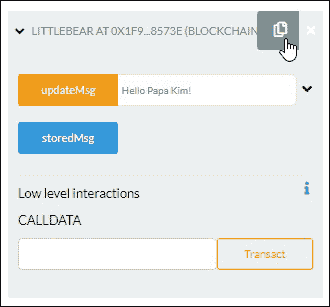 LITTLEBEAR AT 0X1F9...8573E (BLOCKCHAIN
updateMsg Hello Papa Kim!
storedMsg
Low level interactions
CALLDATA
Transact